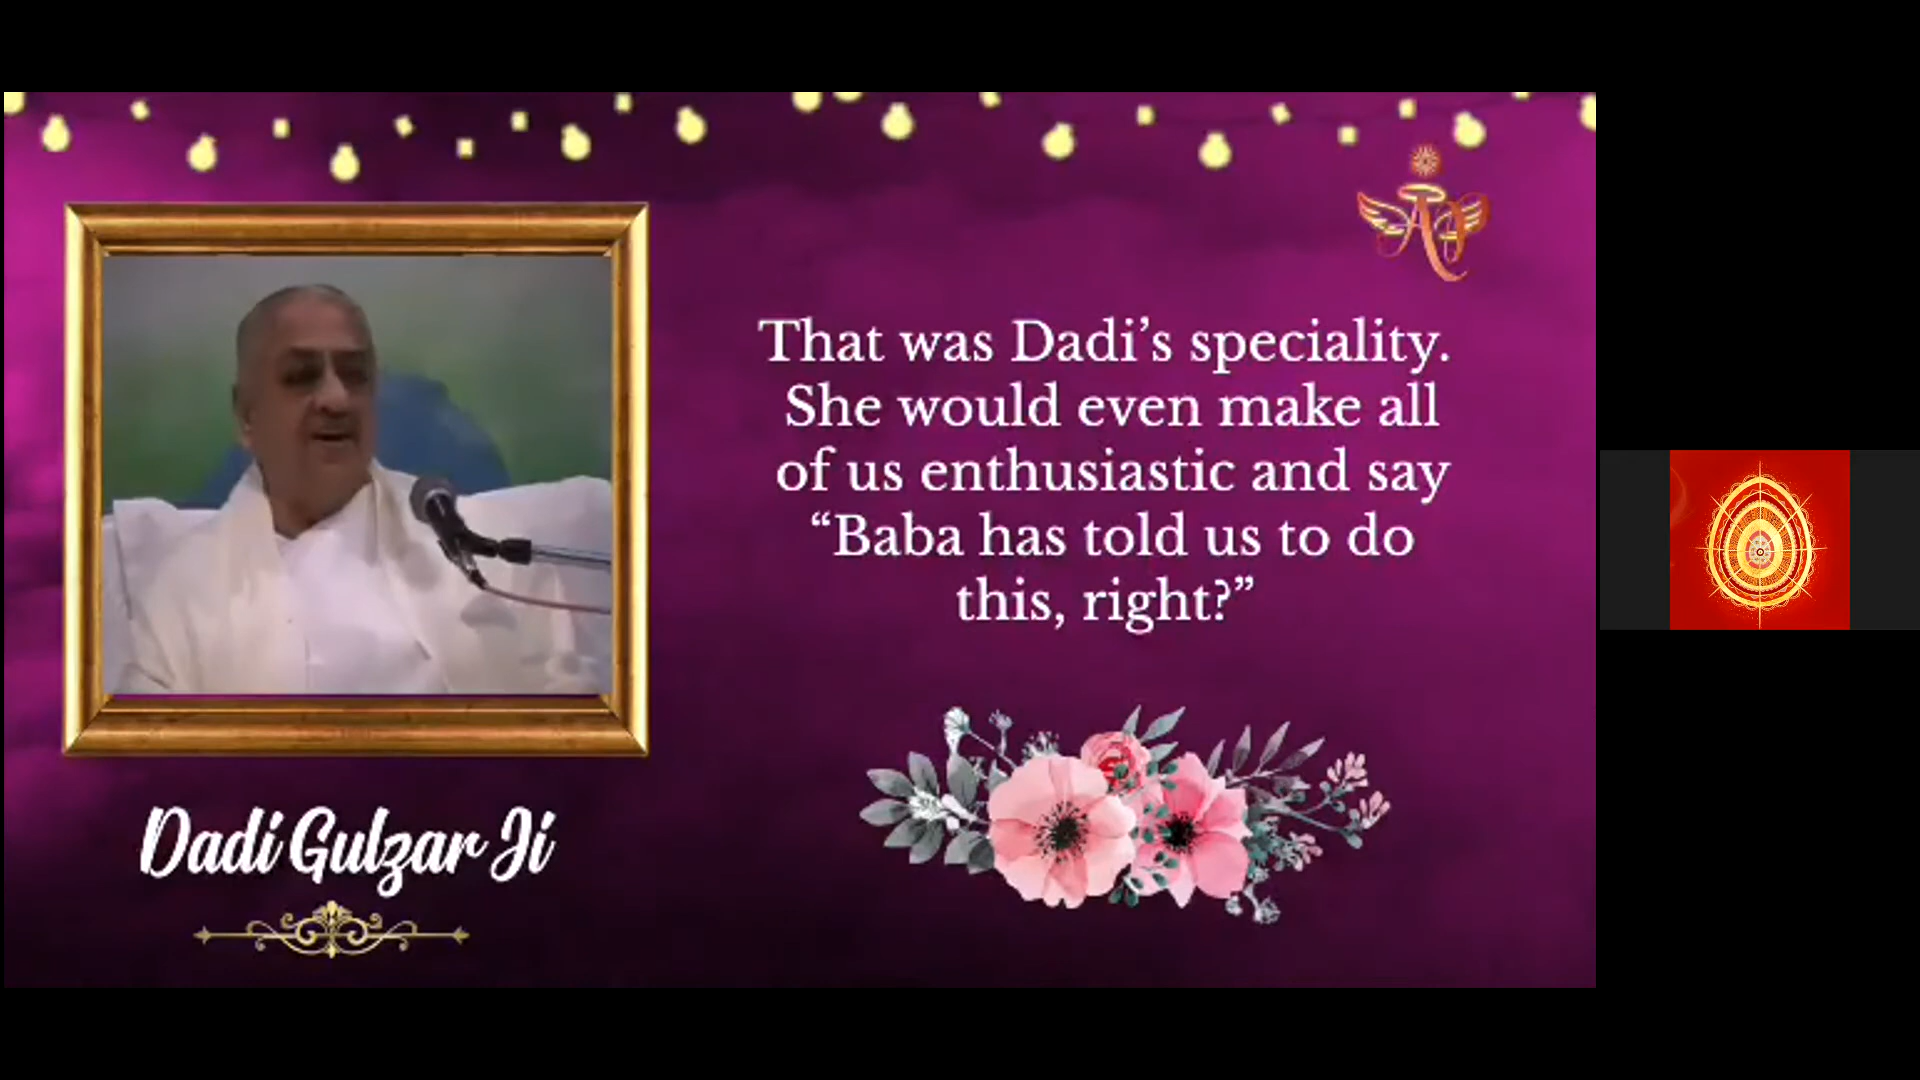 That was Dadi’s speciality.
She would even make all
of us enthusiastic and say
“Baba has told us to do
this, right?”
Dadi Gulzar Ji